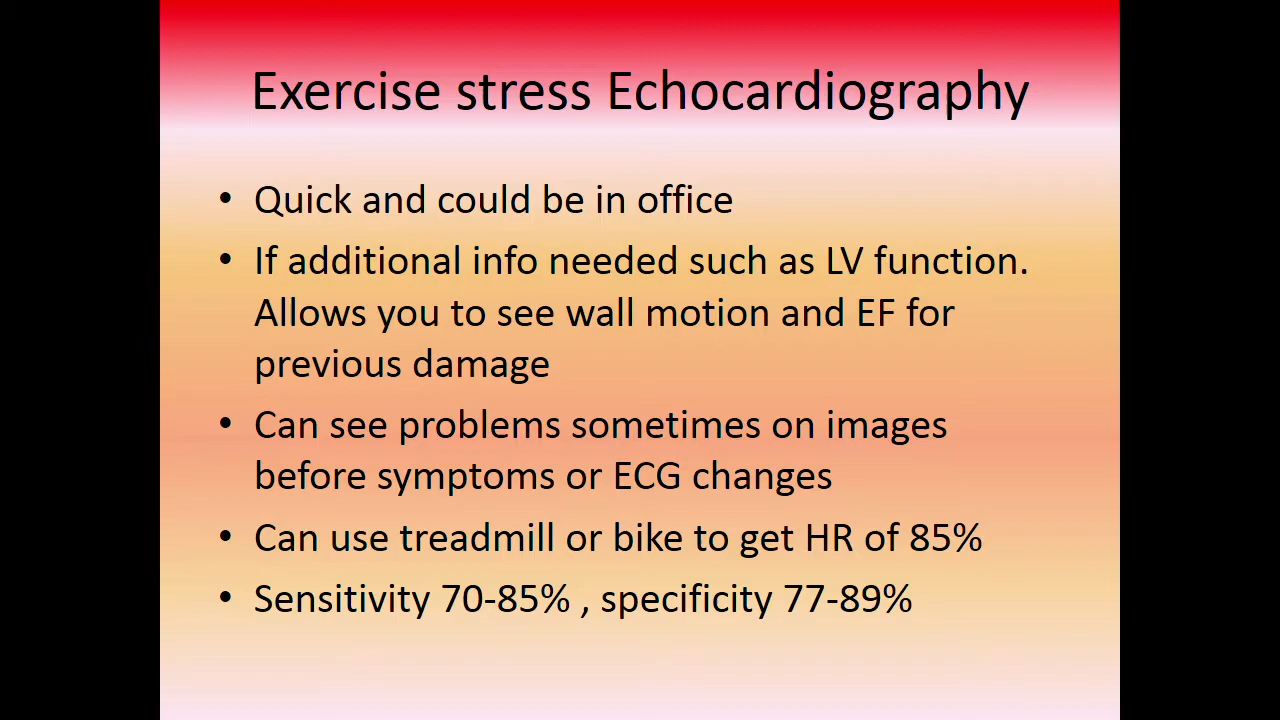 Exercise stress Echocardiography
• Quick and could be in office
• If additional info needed such as LV function.
Allows you to see wall motion and EF for
previous damage
• Can see problems sometimes on images
before symptoms or ECG changes
• Can use treadmill or bike to get HR of 85%
• Sensitivity 70-85% , specificity 77-89%